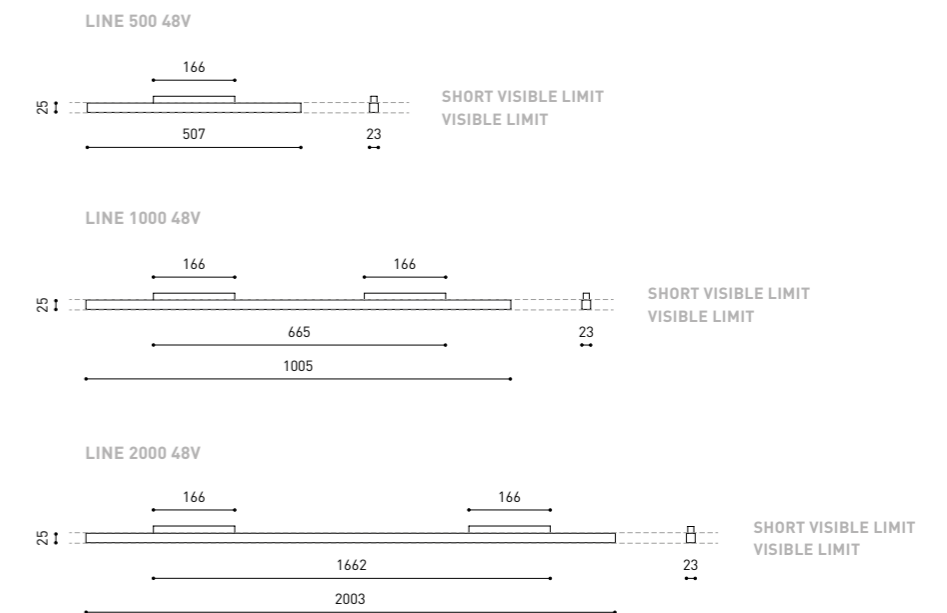 LINE 500 48V
166
25
SHORT VISIBLE LIMIT
VISIBLE LIMIT
507
23
LINE 1000 48V
166 166
25
SHORT VISIBLE LIMIT
VISIBLE LIMIT
665
23
1005
LINE 2000 48V
166 166
25
SHORT VISIBLE LIMIT
VISIBLE LIMIT
1662
23
2003